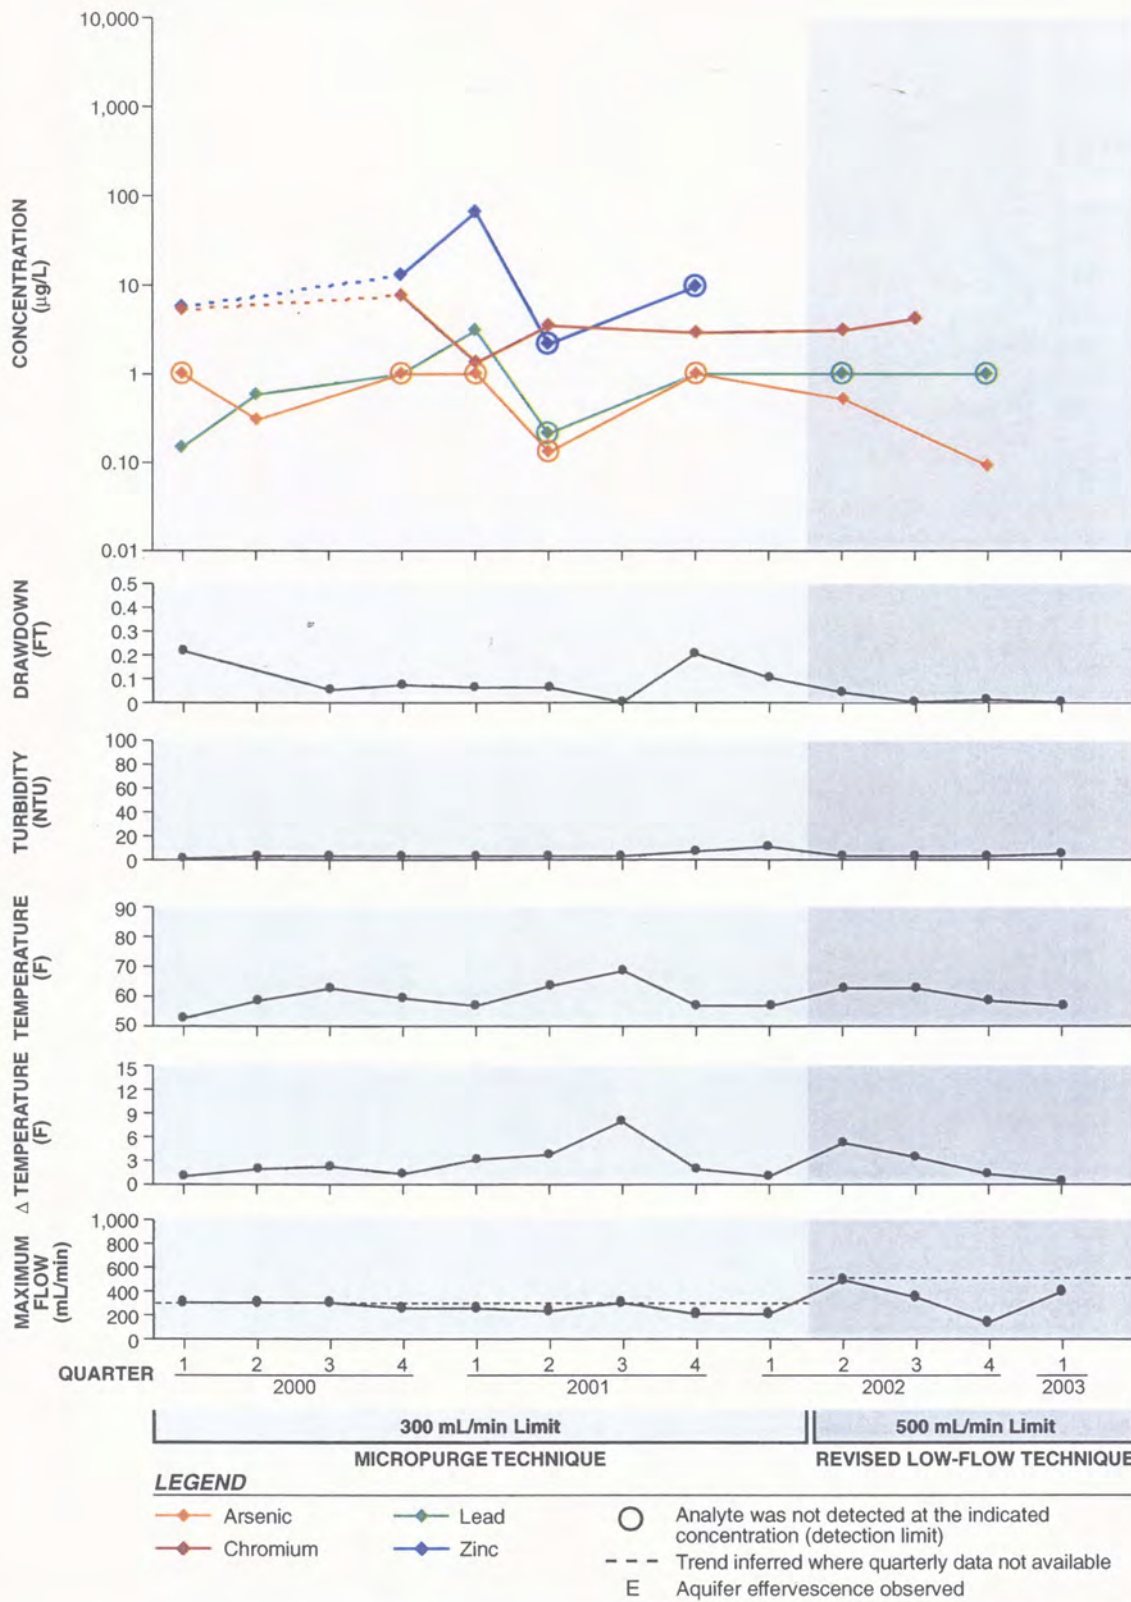 10,000
1,000
100
10
1
0.10
0.01
CONCENTRATION
(µg/L)
0.5
0.4
0.3
0.2
0.1
0
DRAWDOWN
(FT)
100
80
60
40
20
0
TURBIDITY
(NTU)
90
80
70
60
50
TEMPERATURE
(F)
15
12
9
6
3
0
Δ TEMPERATURE
(F)
1,000
800
600
400
200
0
MAXIMUM
FLOW
(mL/min)
QUARTER 1 2 3 4 1 2 3 4 1 2 3 4 1
2000 2001 2002 2003
300 mL/min Limit 500 mL/min Limit
MICROPURGE TECHNIQUE REVISED LOW-FLOW TECHNIQUE
LEGEND
Arsenic
Chromium
Lead
Zinc
Analyte was not detected at the indicated
concentration (detection limit)
Trend inferred where quarterly data not available
E Aquifer effervescence observed